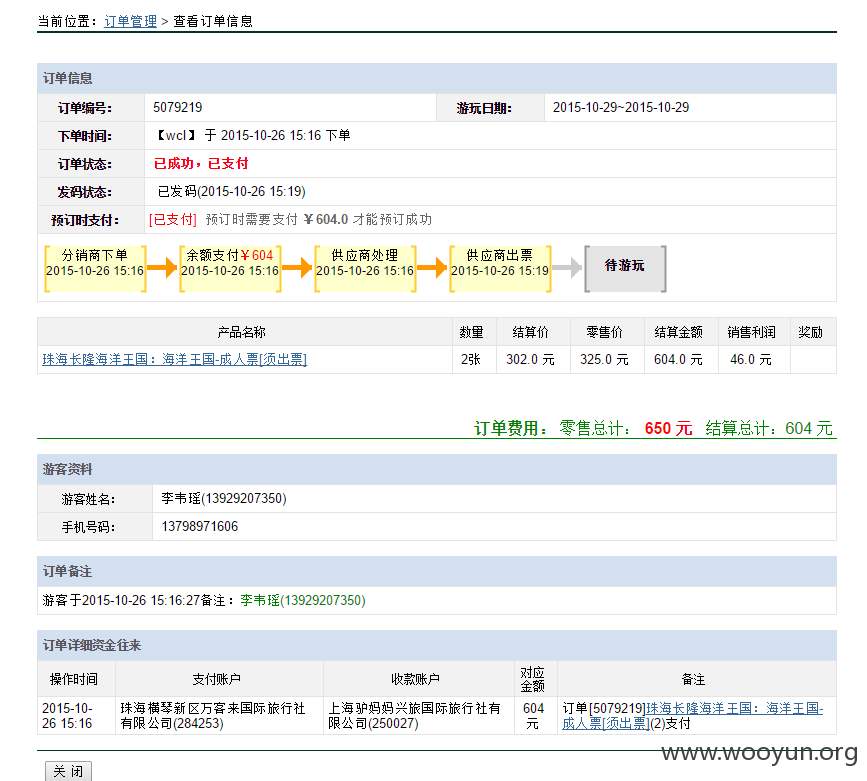 当前位置：订单管理 > 查看订单信息
订单信息
订单编号： 5079219 游玩日期： 2015-10-29~2015-10-29
下单时间： 【wcl】 于 2015-10-26 15:16 下单
订单状态： 已成功，已支付
发码状态： 已发码(2015-10-26 15:19)
预订时支付： [已支付] 预订时需要支付 ￥604.0 才能预订成功
分销商下单 余额支付￥604 供应商处理 供应商出票 待游玩
2015-10-26 15:16 2015-10-26 15:16 2015-10-26 15:16 2015-10-26 15:19
产品名称 数量 结算价 零售价 结算金额 销售利润 奖励
珠海长隆海洋王国：海洋王国-成人票[须出票] 2张 302.0 元 325.0 元 604.0 元 46.0 元
订单费用： 零售总计： 650 元 结算总计：604 元
游客资料
游客姓名： 李韦瑶(13929207350)
手机号码： 13798971606
订单备注
游客于2015-10-26 15:16:27备注：李韦瑶(13929207350)
订单详细资金往来
操作时间 支付账户 收款账户 对应金额 备注
2015-10-26 15:16 珠海横琴新区万客来国际旅行社有限公司(284253) 上海驴妈妈兴旅国际旅行社有限公司(250027) 604元 订单[5079219]珠海长隆海洋王国：海洋王国-成人票[须出票](2)支付
www.wooyun.org
关 闭